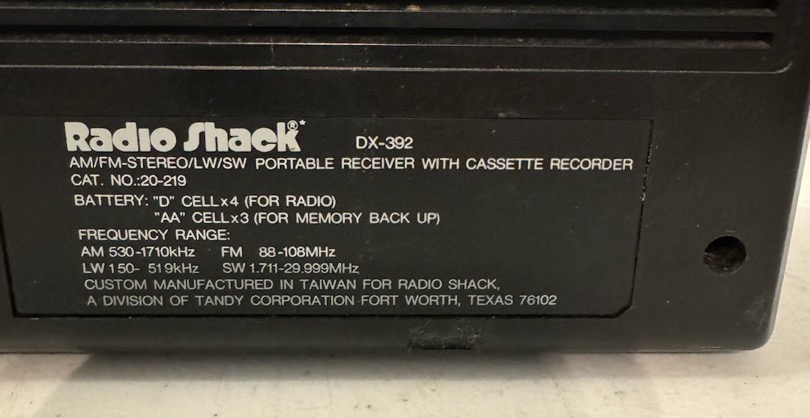 Radio Shack®* DX-392
AM/FM-STEREO/LW/SW PORTABLE RECEIVER WITH CASSETTE RECORDER
CAT. NO.:20-219
BATTERY: "D" CELLx4 (FOR RADIO)
"AA" CELLx3 (FOR MEMORY BACK UP)
FREQUENCY RANGE:
AM 530-1710kHz FM 88-108MHz
LW 150- 519kHz SW 1.711-29.999MHz
CUSTOM MANUFACTURED IN TAIWAN FOR RADIO SHACK,
A DIVISION OF TANDY CORPORATION FORT WORTH, TEXAS 76102